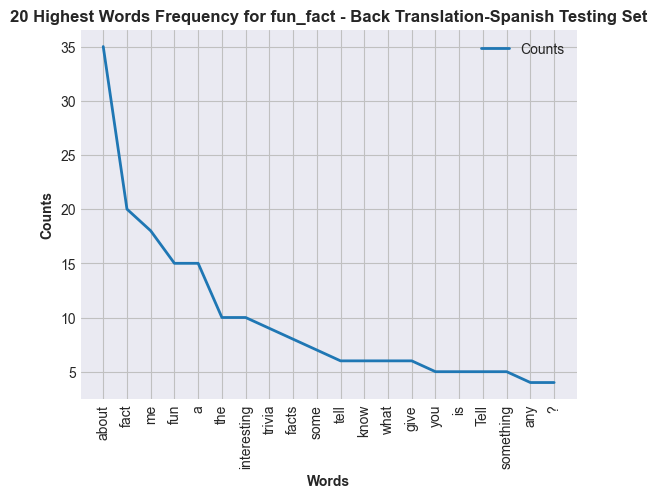 20 Highest Words Frequency for fun_fact - Back Translation-Spanish Testing Set
Counts
35
30
25
20
15
10
5
Counts
about
fact
me
fun
a
the
interesting
trivia
facts
some
tell
know
what
give
you
is
Tell
something
any
?
Words